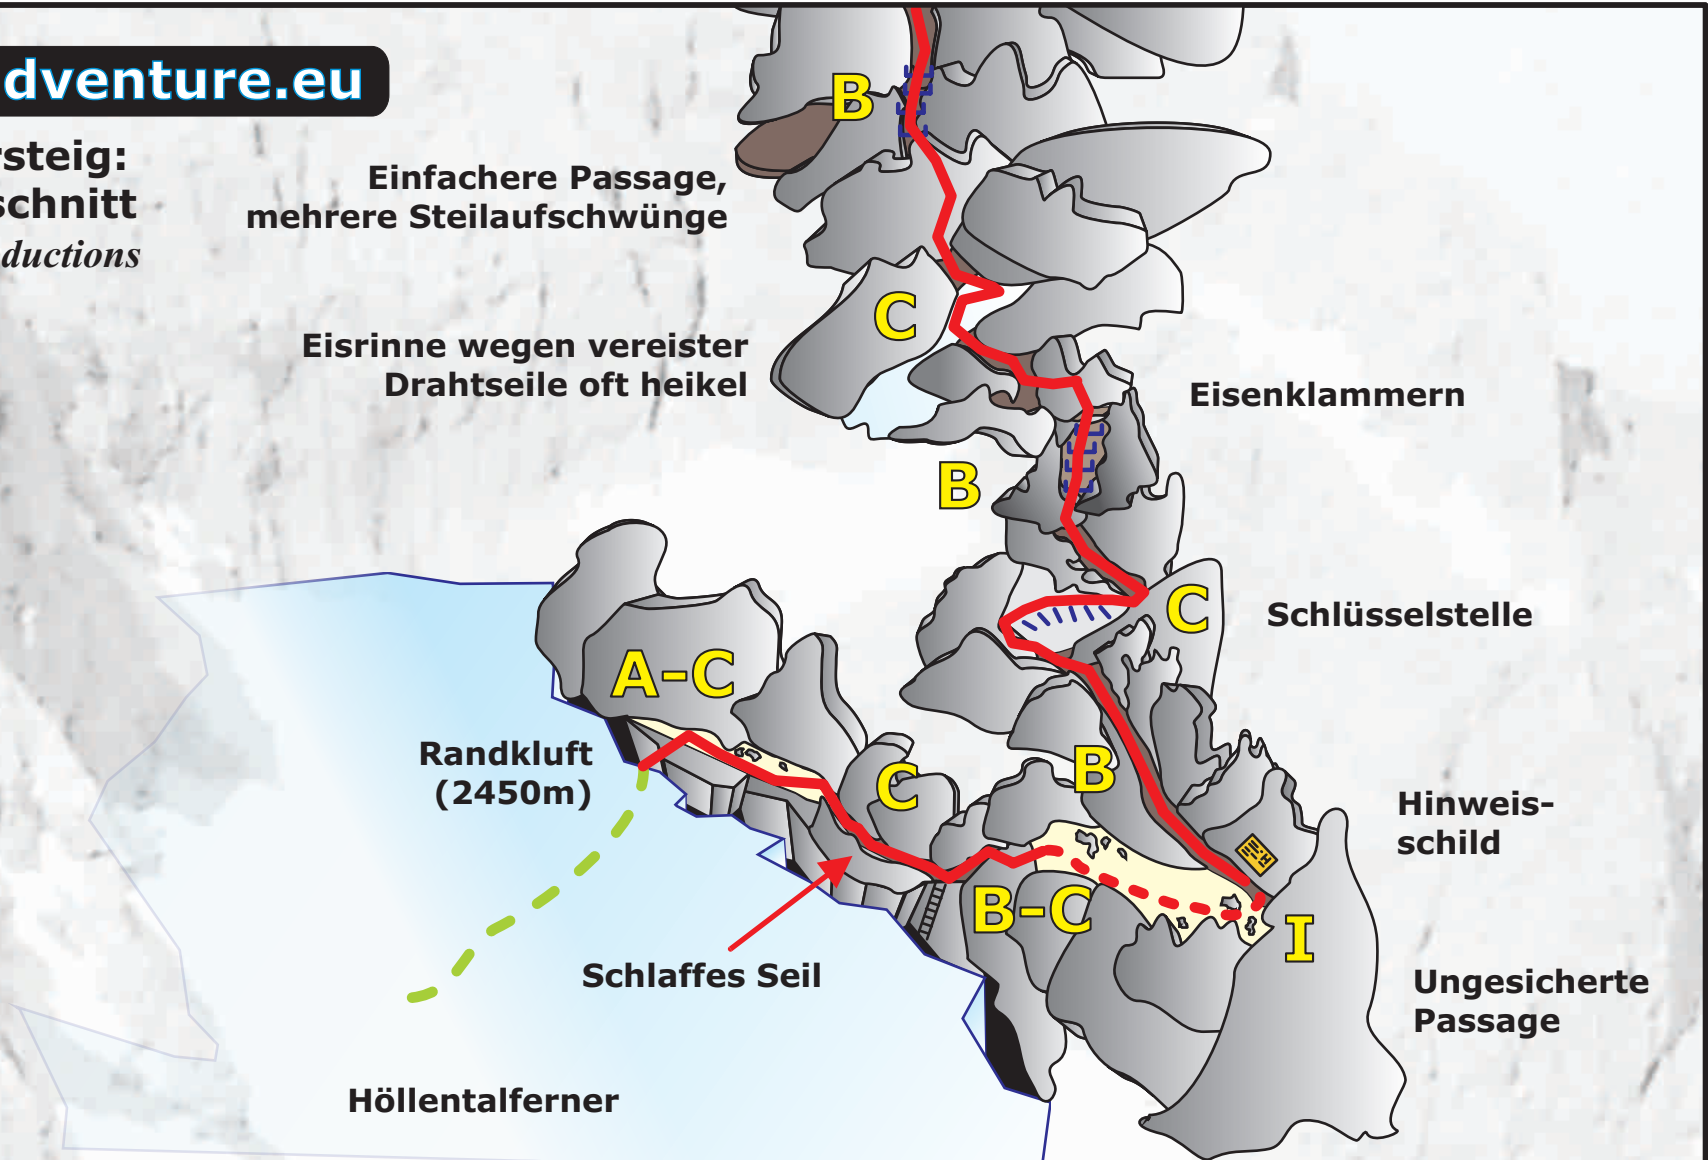 dventure.eu
rsteig:
schnitt
ductions
B
Einfachere Passage,
mehrere Steilaufschwünge
C
Eisrinne wegen vereister
Drahtseile oft heikel
Eisenklammern
B
C
Schlüsselstelle
A-C
Randkluft
(2450m)
C
B
Hinweis-
schild
B-C
I
Schlaffes Seil
Ungesicherte
Passage
Höllentalferner